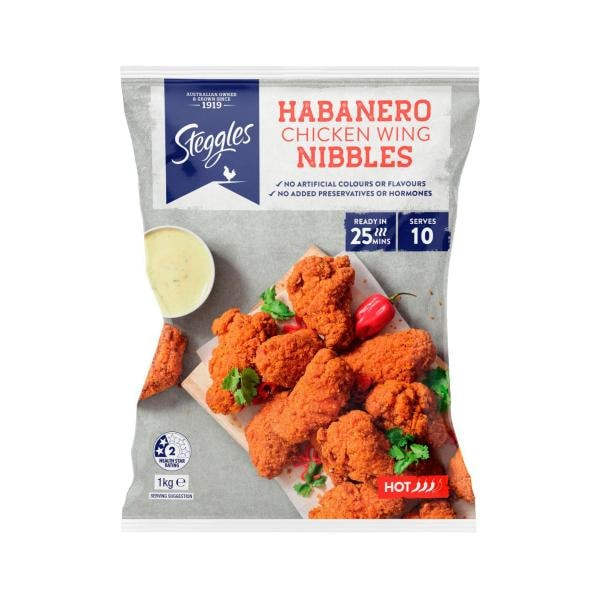 AUSTRALIAN OWNED
& GROWN SINCE
1919
Steggles
HABANERO
CHICKEN WING
NIBBLES
✓ NO ARTIFICIAL COLOURS OR FLAVOURS
✓ NO ADDED PRESERVATIVES OR HORMONES
READY IN
25 MINS
SERVES
10
2
HEALTH STAR
RATING
1kg e
SERVING SUGGESTION
HOT